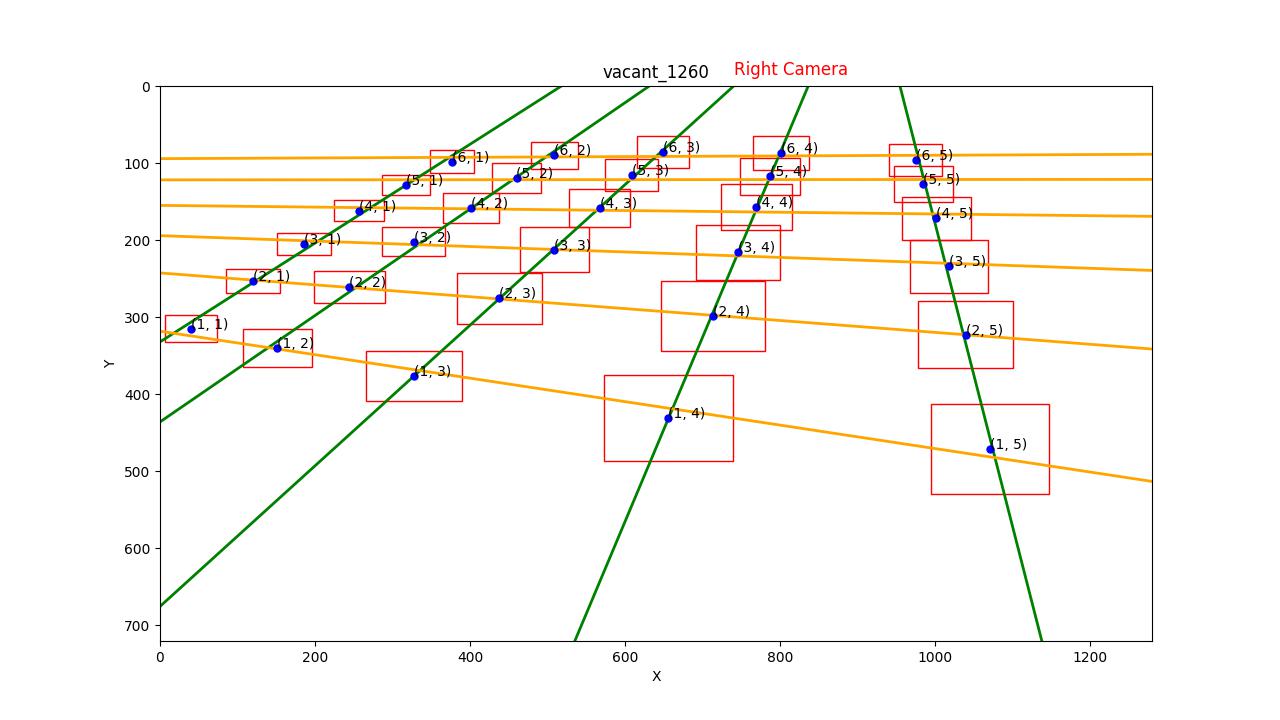 vacant_1260 Right Camera
0
(6, 1) (6, 2) (6, 3) (6, 4) (6, 5)
100
(5, 1) (5, 2) (5, 3) (5, 4) (5, 5)
(4, 1) (4, 2) (4, 3) (4, 4) (4, 5)
200
(3, 1) (3, 2) (3, 3) (3, 4) (3, 5)
(2, 1) (2, 2) (2, 3) (2, 4) (2, 5)
300
(1, 1) (1, 2) (1, 3) (1, 4) (1, 5)
Y
400
500
600
700
0 200 400 600 800 1000 1200
X